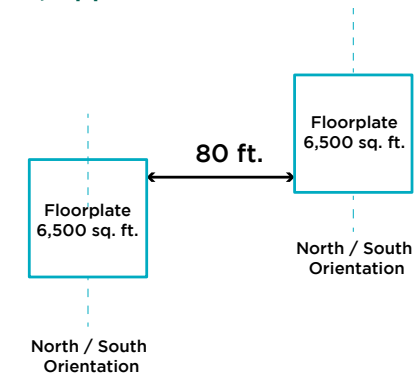 Floorplate
6,500 sq. ft.
80 ft.
Floorplate
6,500 sq. ft.
North / South
Orientation
North / South
Orientation